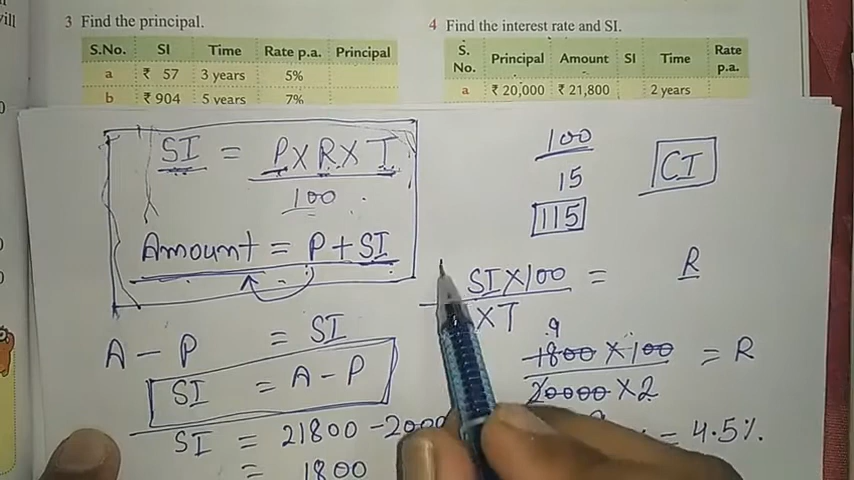 will
3 Find the principal.
S.No. SI Time Rate p.a. Principal
a ₹ 57 3 years 5%
b ₹ 904 5 years 7%
4 Find the interest rate and SI.
S. No. Principal Amount SI Time Rate p.a.
a ₹ 20,000 ₹ 21,800 2 years
SI = P X R X T
100
Amount = P + SI
A - P = SI
SI = A - P
SI = 21800 - 2000
= 1800
100
15
115
CI
SI X 100 = R
X T
9
1800 X 100 = R
20000 X 2
= 4.5%